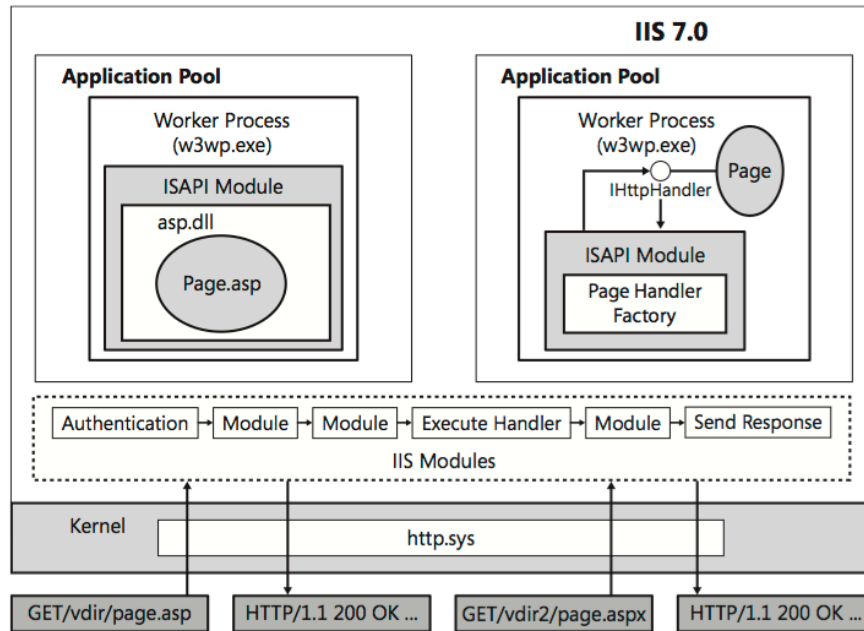 IIS 7.0
Application Pool
Worker Process
(w3wp.exe)
ISAPI Module
asp.dll
Page.asp
Application Pool
Worker Process
(w3wp.exe)
Page
IHttpHandler
ISAPI Module
Page Handler
Factory
Authentication
Module
Module
Execute Handler
Module
Send Response
IIS Modules
Kernel
http.sys
GET/vdir/page.asp
HTTP/1.1 200 OK ...
GET/vdir2/page.aspx
HTTP/1.1 200 OK ...